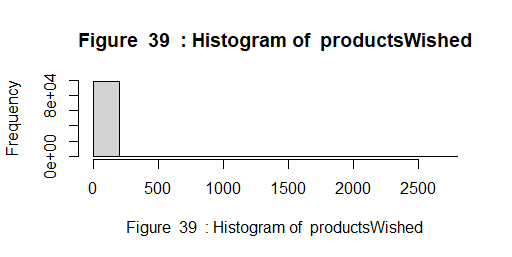 Figure 39 : Histogram of productsWished
Frequency
8e+04
0e+00
0 500 1000 1500 2000 2500
Figure 39 : Histogram of productsWished